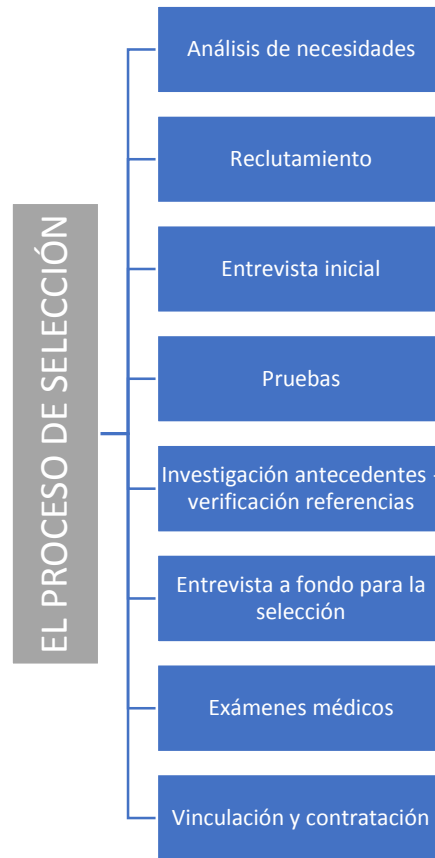 EL PROCESO DE SELECCIÓN
Análisis de necesidades
Reclutamiento
Entrevista inicial
Pruebas
Investigación antecedentes -
verificación referencias
Entrevista a fondo para la
selección
Exámenes médicos
Vinculación y contratación